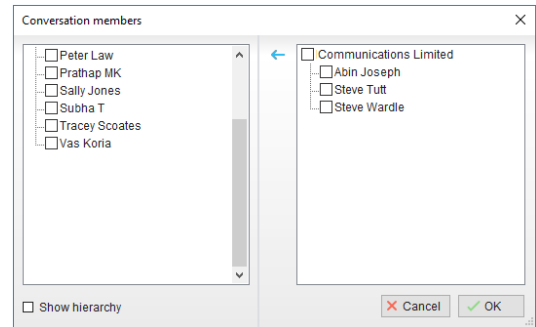 Conversation members
Peter Law
Prathap MK
Sally Jones
Subha T
Tracey Scoates
Vas Koria
Communications Limited
Abin Joseph
Steve Tutt
Steve Wardle
Show hierarchy
Cancel
OK